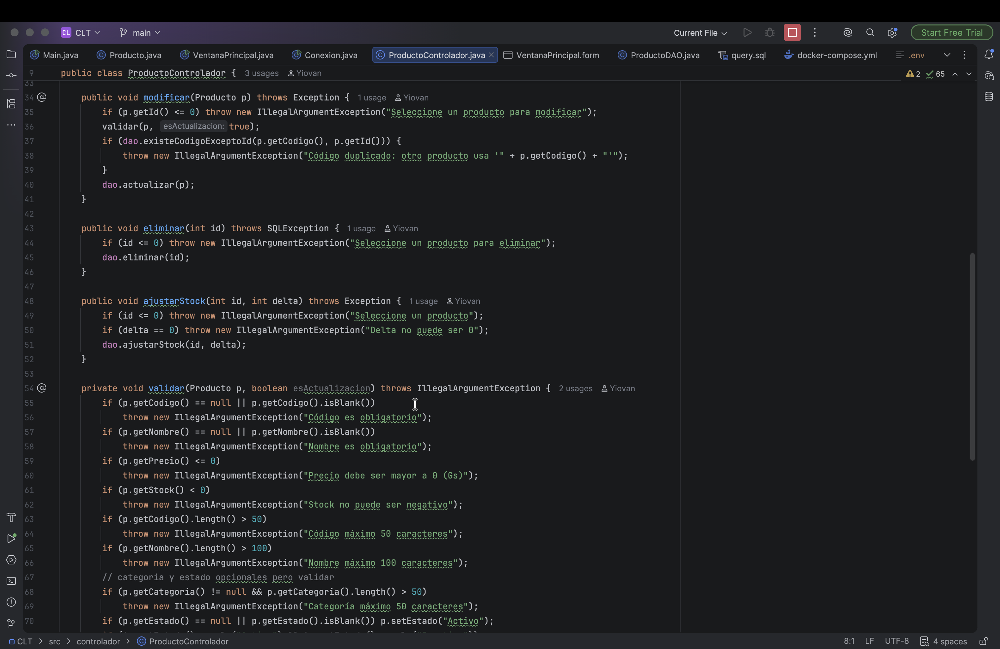 CL CLT main Current File Start Free Trial
Main.java Producto.java VentanaPrincipal.java Conexion.java ProductoControlador.java VentanaPrincipal.form ProductoDAO.java query.sql docker-compose.yml .env
9 public class ProductoControlador { 3 usages Yiovan 2 65
33
34 @ public void modificar(Producto p) throws Exception { 1 usage Yiovan
35 if (p.getId() <= 0) throw new IllegalArgumentException("Seleccione un producto para modificar");
36 validar(p, esActualizacion: true);
37 if (dao.existeCodigoExceptoId(p.getCodigo(), p.getId())) {
38 throw new IllegalArgumentException("Código duplicado: otro producto usa '" + p.getCodigo() + "'");
39 }
40 dao.actualizar(p);
41 }
42
43 public void eliminar(int id) throws SQLException { 1 usage Yiovan
44 if (id <= 0) throw new IllegalArgumentException("Seleccione un producto para eliminar");
45 dao.eliminar(id);
46 }
47
48 public void ajustarStock(int id, int delta) throws Exception { 1 usage Yiovan
49 if (id <= 0) throw new IllegalArgumentException("Seleccione un producto");
50 if (delta == 0) throw new IllegalArgumentException("Delta no puede ser 0");
51 dao.ajustarStock(id, delta);
52 }
53
54 @ private void validar(Producto p, boolean esActualizacion) throws IllegalArgumentException { 2 usages Yiovan
55 if (p.getCodigo() == null || p.getCodigo().isBlank())
56 throw new IllegalArgumentException("Código es obligatorio");
57 if (p.getNombre() == null || p.getNombre().isBlank())
58 throw new IllegalArgumentException("Nombre es obligatorio");
59 if (p.getPrecio() <= 0)
60 throw new IllegalArgumentException("Precio debe ser mayor a 0 (Gs)");
61 if (p.getStock() < 0)
62 throw new IllegalArgumentException("Stock no puede ser negativo");
63 if (p.getCodigo().length() > 50)
64 throw new IllegalArgumentException("Código máximo 50 caracteres");
65 if (p.getNombre().length() > 100)
66 throw new IllegalArgumentException("Nombre máximo 100 caracteres");
67 // categoria y estado opcionales pero validar
68 if (p.getCategoria() != null && p.getCategoria().length() > 50)
69 throw new IllegalArgumentException("Categoría máximo 50 caracteres");
70 if (p.getEstado() == null || p.getEstado().isBlank()) p.setEstado("Activo");
CLT > src > controlador > ProductoControlador 8:1 LF UTF-8 4 spaces